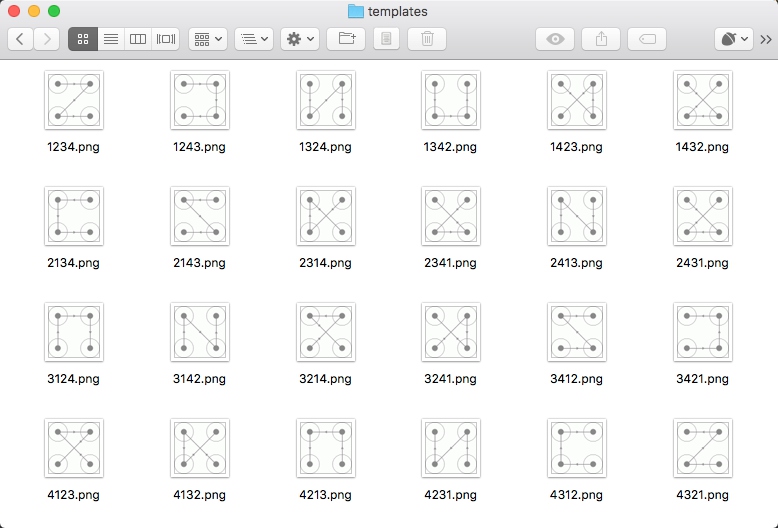 templates
1234.png 1243.png 1324.png 1342.png 1423.png 1432.png
2134.png 2143.png 2314.png 2341.png 2413.png 2431.png
3124.png 3142.png 3214.png 3241.png 3412.png 3421.png
4123.png 4132.png 4213.png 4231.png 4312.png 4321.png